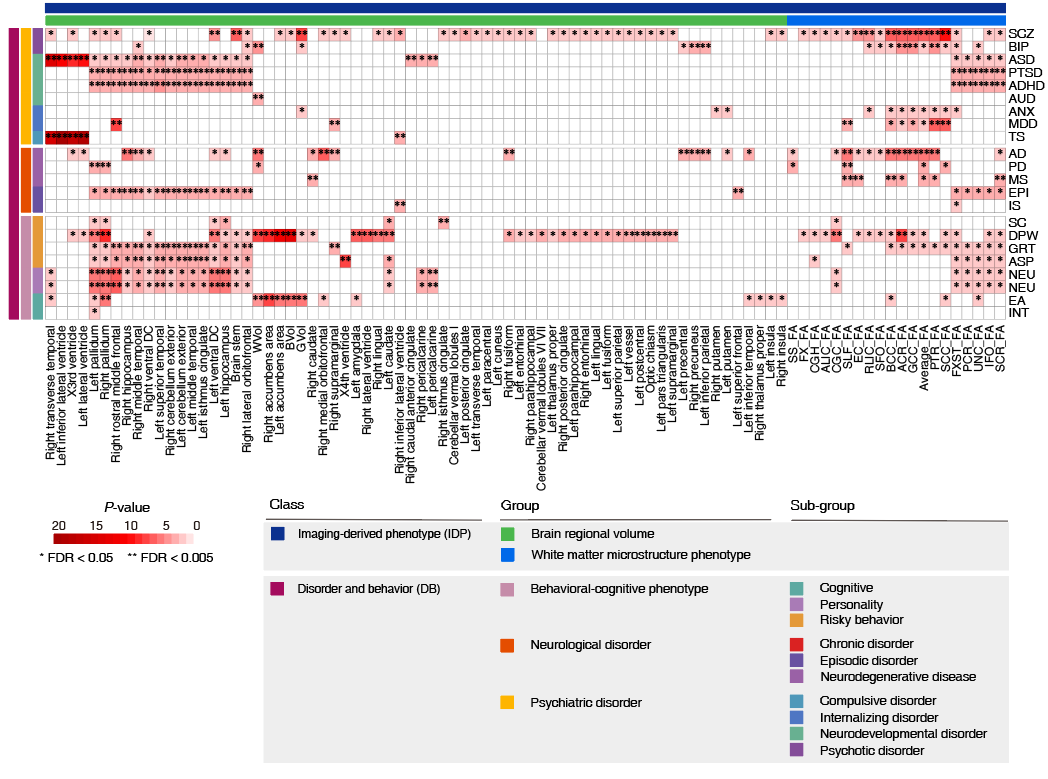 SCZ
BIP
ASD
PTSD
ADHD
AUD
ANX
MDD
TS
AD
PD
MS
EPI
IS
SC
DPW
GRT
ASP
NEU
NEU
EA
INT
Right transverse temporal
Left inferior lateral ventricle
X3rd ventricle
Left lateral ventricle
Left pallidum
Right pallidum
Right rostral middle frontal
Right hippocampus
Right middle temporal
Right ventral DC
Left superior temporal
Right cerebellum exterior
Left cerebellum exterior
Left middle temporal
Left isthmus cingulate
Left ventral DC
Left hippocampus
Brain stem
Right lateral orbitofrontal
WVol
Right accumbens area
Left accumbens area
BVol
GVol
Right caudate
Right medial orbitofrontal
Right supramarginal
X4th ventricle
Left amygdala
Right lateral ventricle
Right lingual
Left caudate
Right inferior lateral ventricle
Right caudal anterior cingulate
Right pericalcarine
Left pericalcarine
Right isthmus cingulate
Cerebellar vermal lobules I
Left posterior cingulate
Left transverse temporal
Left paracentral
Left cuneus
Right fusiform
Left entorhinal
Right parahippocampal
Cerebellar vermal lobules VI VII
Left thalamus proper
Right posterior cingulate
Left parahippocampal
Right entorhinal
Left lingual
Left fusiform
Left superior parietal
Left vessel
Left postcentral
Optic chiasm
Left pars triangularis
Left supramarginal
Left precentral
Right precuneus
Left inferior parietal
Right putamen
Left putamen
Left superior frontal
Left inferior temporal
Right thalamus proper
Left insula
Right insula
SS_FA
FX_FA
CGH_FA
ALIC_FA
CGC_FA
SLF_FA
EC_FA
RLIC_FA
SFO_FA
BCC_FA
ACR_FA
GCC_FA
Average_FA
PTR_FA
SCC_FA
FXST_FA
PCR_FA
UNC_FA
IFO_FA
SCR_FA
P-value
20 15 10 5 0
* FDR < 0.05 ** FDR < 0.005
Class Group Sub-group
Imaging-derived phenotype (IDP) Brain regional volume
White matter microstructure phenotype
Disorder and behavior (DB) Behavioral-cognitive phenotype Cognitive
Personality
Risky behavior
Neurological disorder Chronic disorder
Episodic disorder
Neurodegenerative disease
Psychiatric disorder Compulsive disorder
Internalizing disorder
Neurodevelopmental disorder
Psychotic disorder